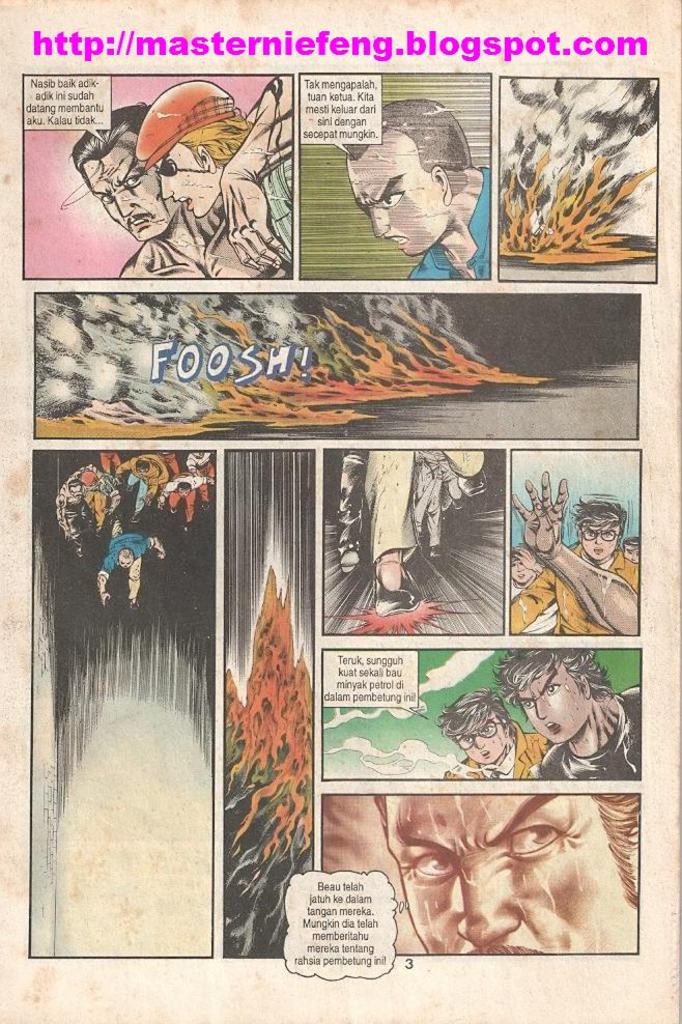 http://masterniefeng.blogspot.com
Nasib baik adik-
adik ini sudah
datang membantu
aku. Kalau tidak...
Tak mengapalah,
tuan ketua. Kita
mesti keluar dari
sini dengan
secepat mungkin.
FOOSH!
Teruk, sungguh
kuat sekali bau
minyak petrol di
dalam pembetung ini!
Beau telah
jatuh ke dalam
tangan mereka.
Mungkin dia telah
memberitahu
mereka tentang
rahsia pembetung ini!
3